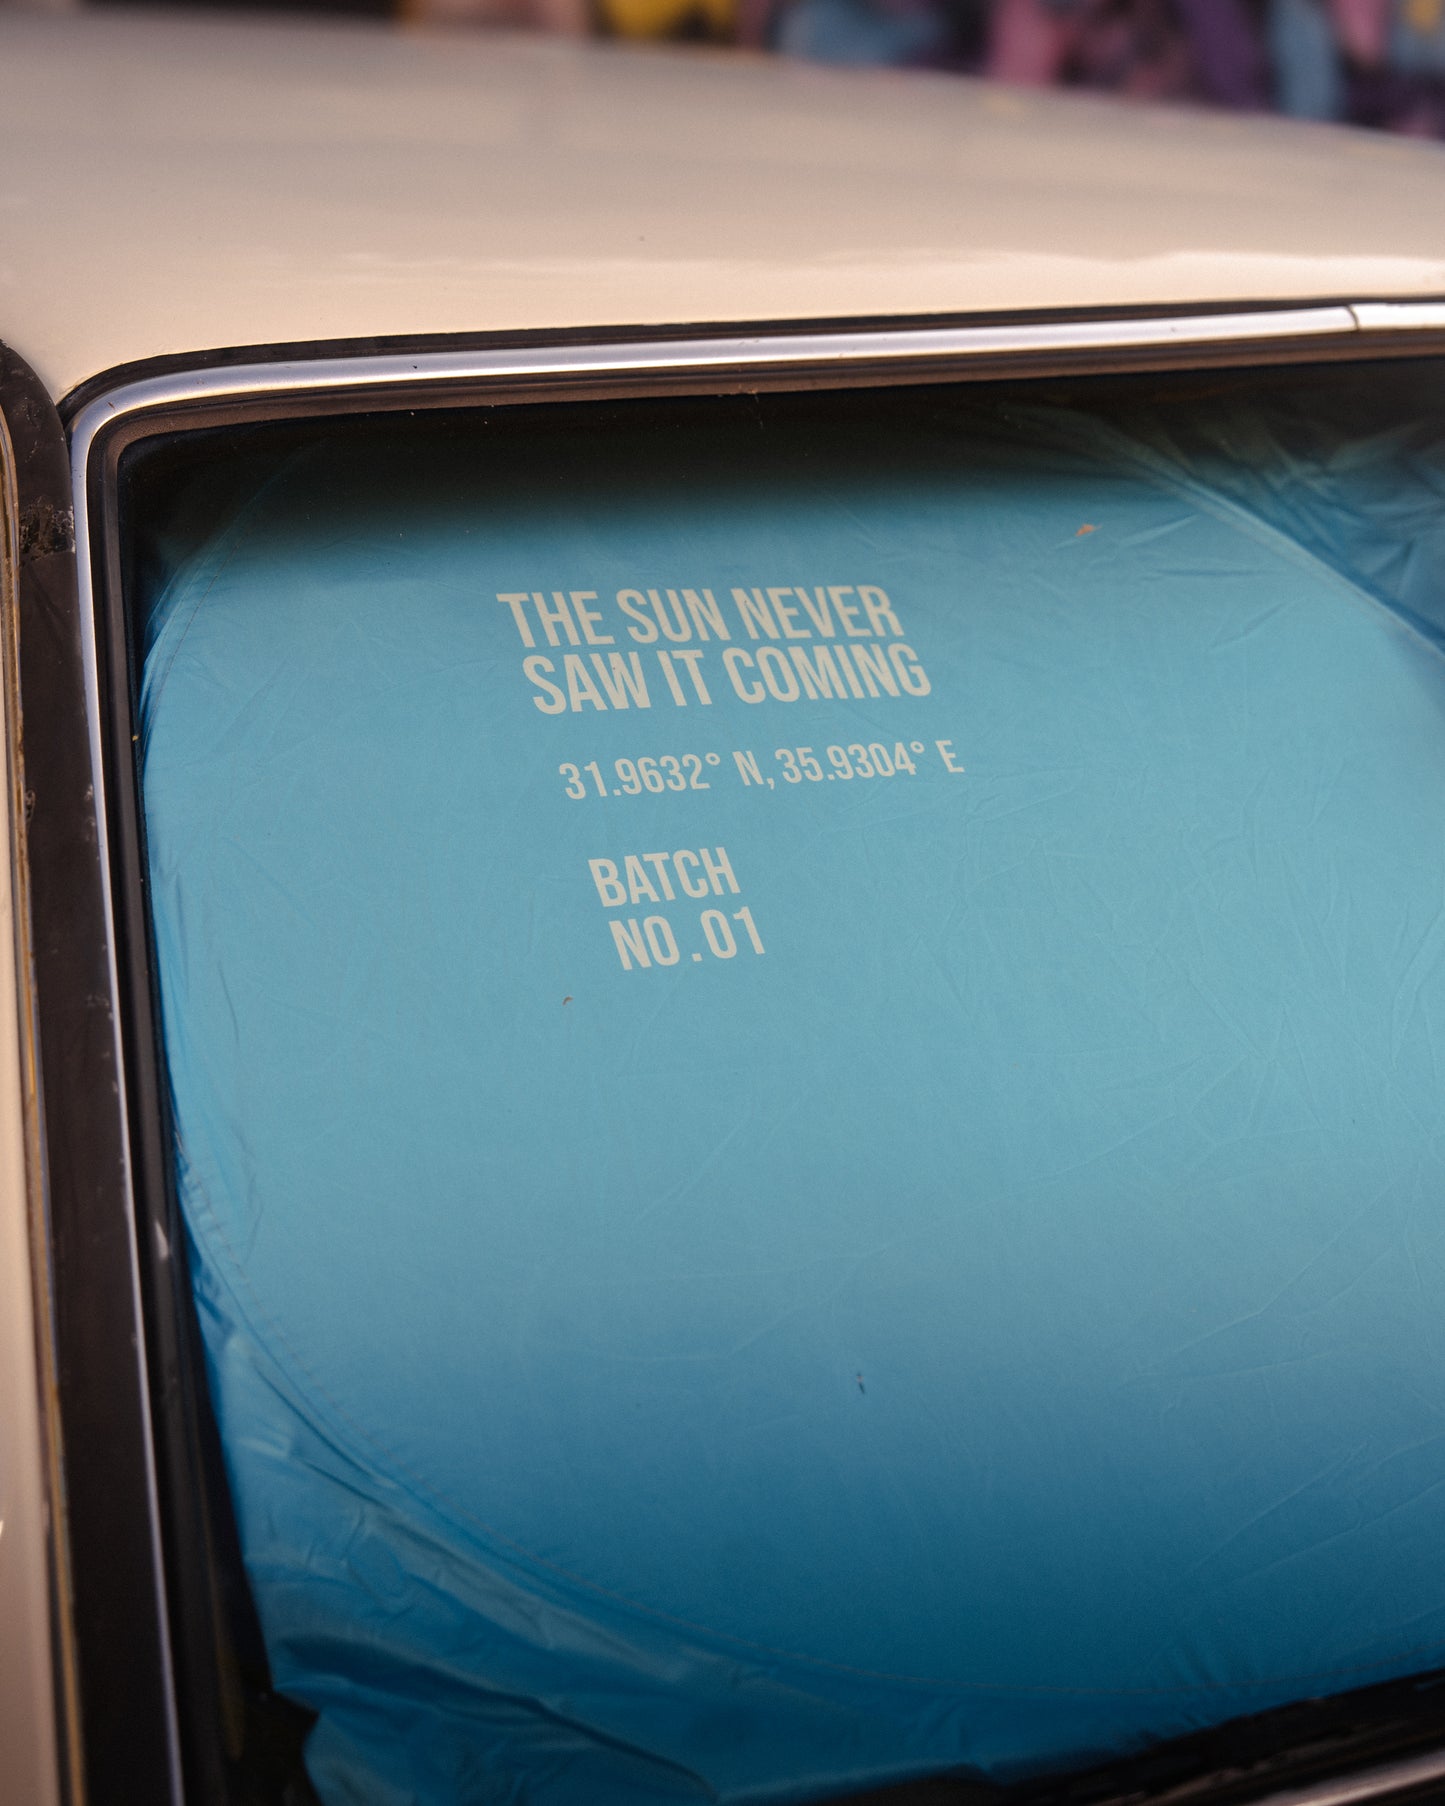 THE SUN NEVER
SAW IT COMING
31.9632° N, 35.9304° E
BATCH
NO. 01